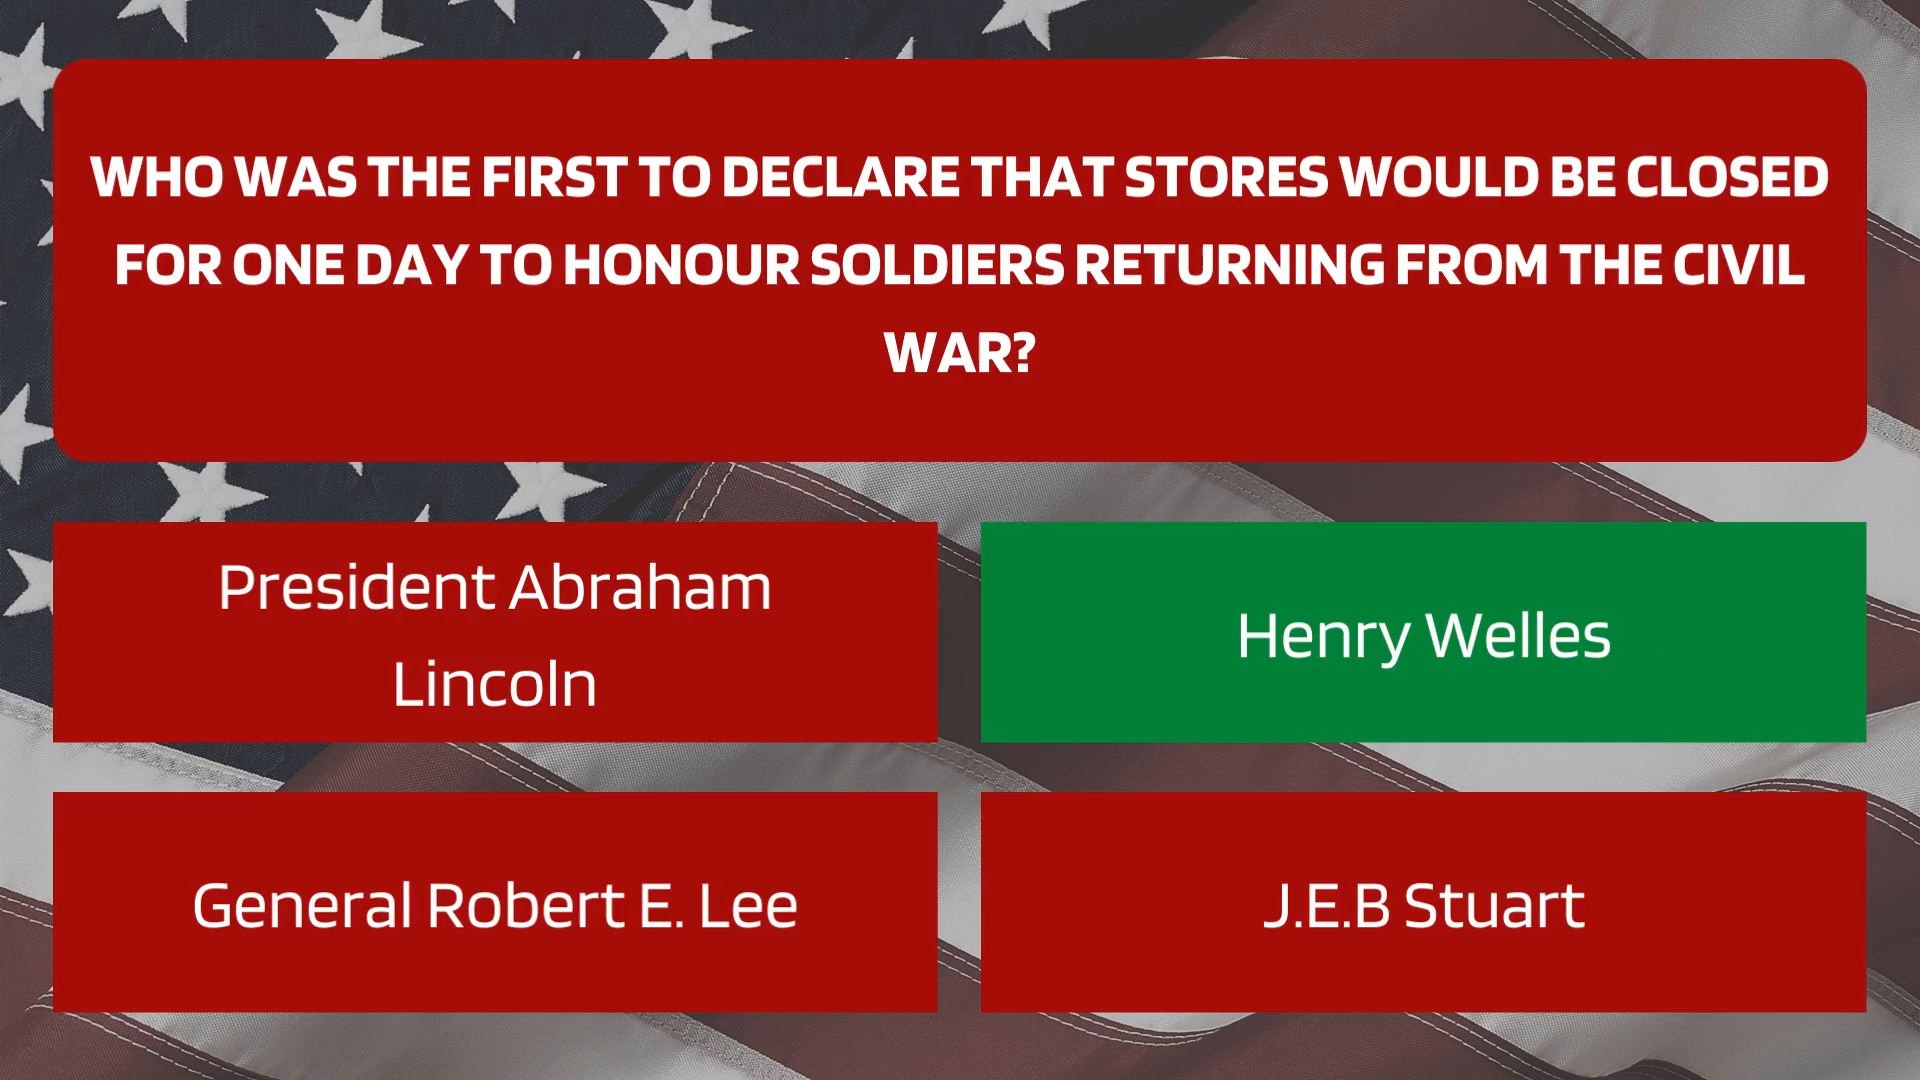 WHO WAS THE FIRST TO DECLARE THAT STORES WOULD BE CLOSED
FOR ONE DAY TO HONOUR SOLDIERS RETURNING FROM THE CIVIL
WAR?
President Abraham
Lincoln
Henry Welles
General Robert E. Lee
J.E.B Stuart